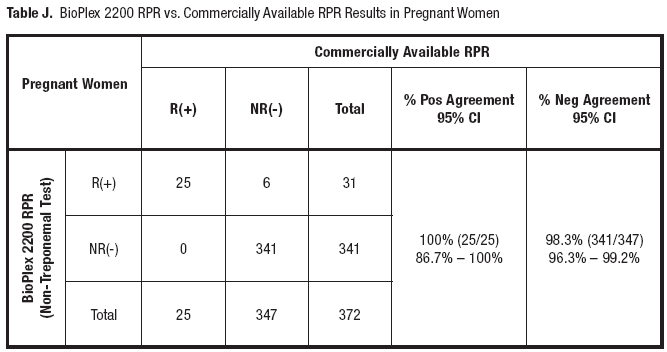 Table J. BioPlex 2200 RPR vs. Commercially Available RPR Results in Pregnant Women
Pregnant Women
Commercially Available RPR
R(+)
NR(-)
Total
% Pos Agreement
95% CI
% Neg Agreement
95% CI
BioPlex 2200 RPR
(Non-Treponemal Test)
R(+)
25
6
31
NR(-)
0
341
341
Total
25
347
372
100% (25/25)
86.7% – 100%
98.3% (341/347)
96.3% – 99.2%